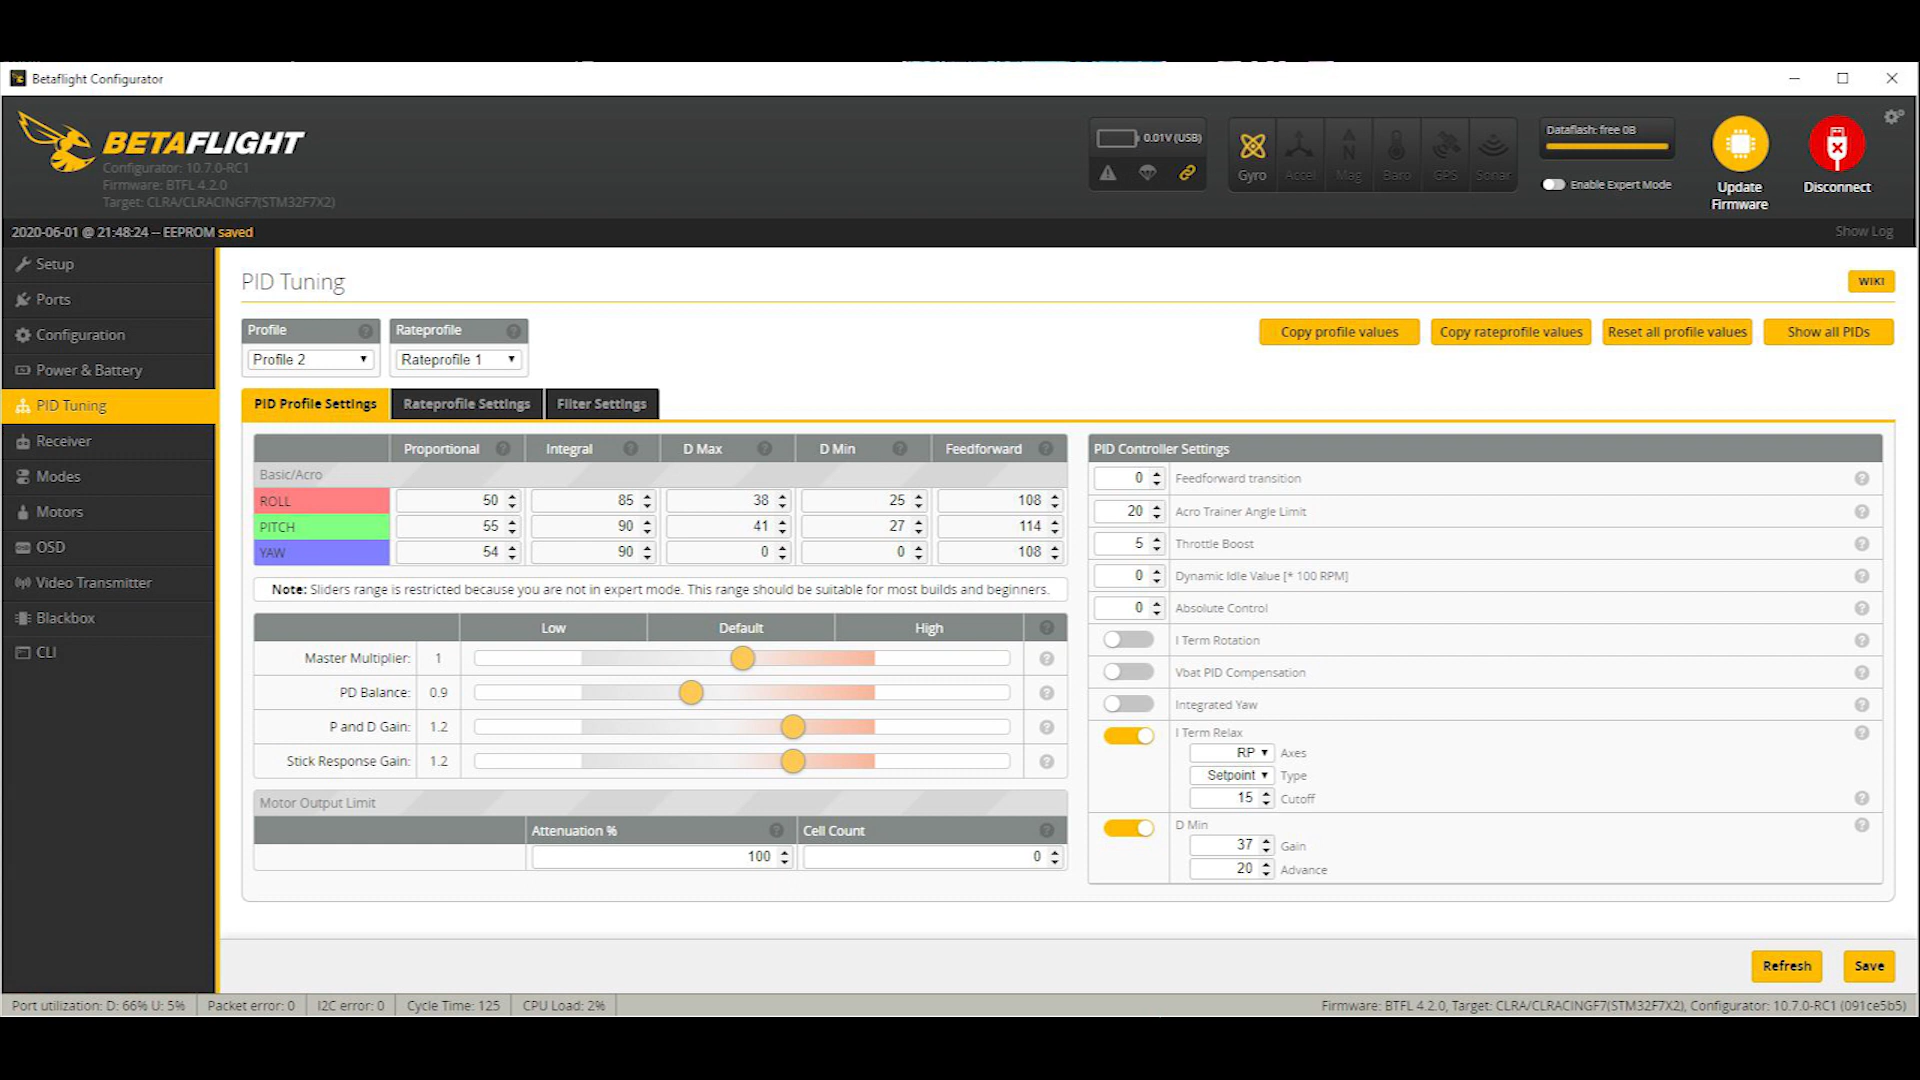 Betaflight Configurator
BETAFLIGHT
Configurator: 10.7.0-RC1
Firmware: BTFL 4.2.0
Target: CLRA/CLRACINGF7(STM32F7X2)
0.01V (USB)
Gyro Accel Mag Baro GPS Sonar
Dataflash: free 0B
Enable Expert Mode
Update Firmware
Disconnect
2020-06-01 @ 21:48:24 -- EEPROM saved
Show Log
Setup
Ports
Configuration
Power & Battery
PID Tuning
Receiver
Modes
Motors
OSD
Video Transmitter
Blackbox
CLI
PID Tuning
WIKI
Profile
Profile 2
Rateprofile
Rateprofile 1
Copy profile values
Copy rateprofile values
Reset all profile values
Show all PIDs
PID Profile Settings
Rateprofile Settings
Filter Settings
Proportional Integral D Max D Min Feedforward
Basic/Acro
ROLL 50 85 38 25 108
PITCH 55 90 41 27 114
YAW 54 90 0 0 108
Note: Sliders range is restricted because you are not in expert mode. This range should be suitable for most builds and beginners.
Low Default High
Master Multiplier: 1
PD Balance: 0.9
P and D Gain: 1.2
Stick Response Gain: 1.2
Motor Output Limit
Attenuation % Cell Count
100 0
PID Controller Settings
0 Feedforward transition
20 Acro Trainer Angle Limit
5 Throttle Boost
0 Dynamic Idle Value [* 100 RPM]
0 Absolute Control
I Term Rotation
Vbat PID Compensation
Integrated Yaw
I Term Relax
RP Axes
Setpoint Type
15 Cutoff
D Min
37 Gain
20 Advance
Refresh
Save
Port utilization: D: 66% U: 5% Packet error: 0 I2C error: 0 Cycle Time: 125 CPU Load: 2%
Firmware: BTFL 4.2.0, Target: CLRA/CLRACINGF7(STM32F7X2), Configurator: 10.7.0-RC1 (091ce5b5)